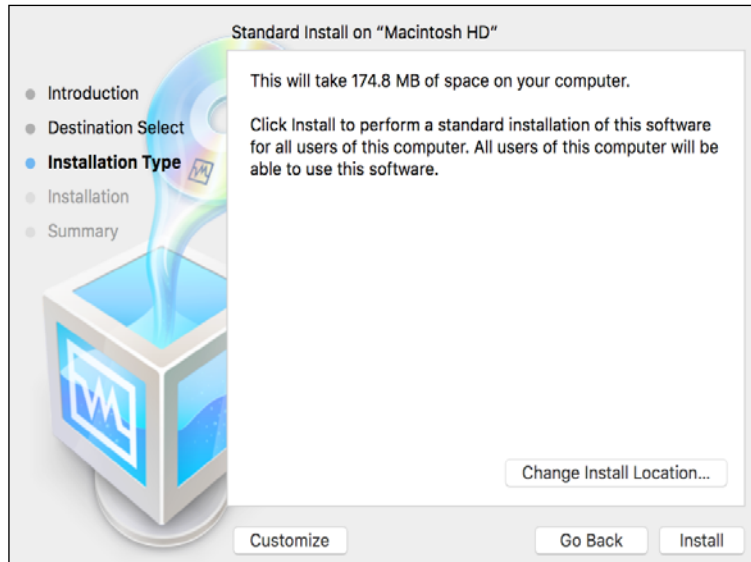 Standard Install on “Macintosh HD”
Introduction
Destination Select
Installation Type
Installation
Summary
This will take 174.8 MB of space on your computer.
Click Install to perform a standard installation of this software
for all users of this computer. All users of this computer will be
able to use this software.
Change Install Location...
Customize
Go Back
Install